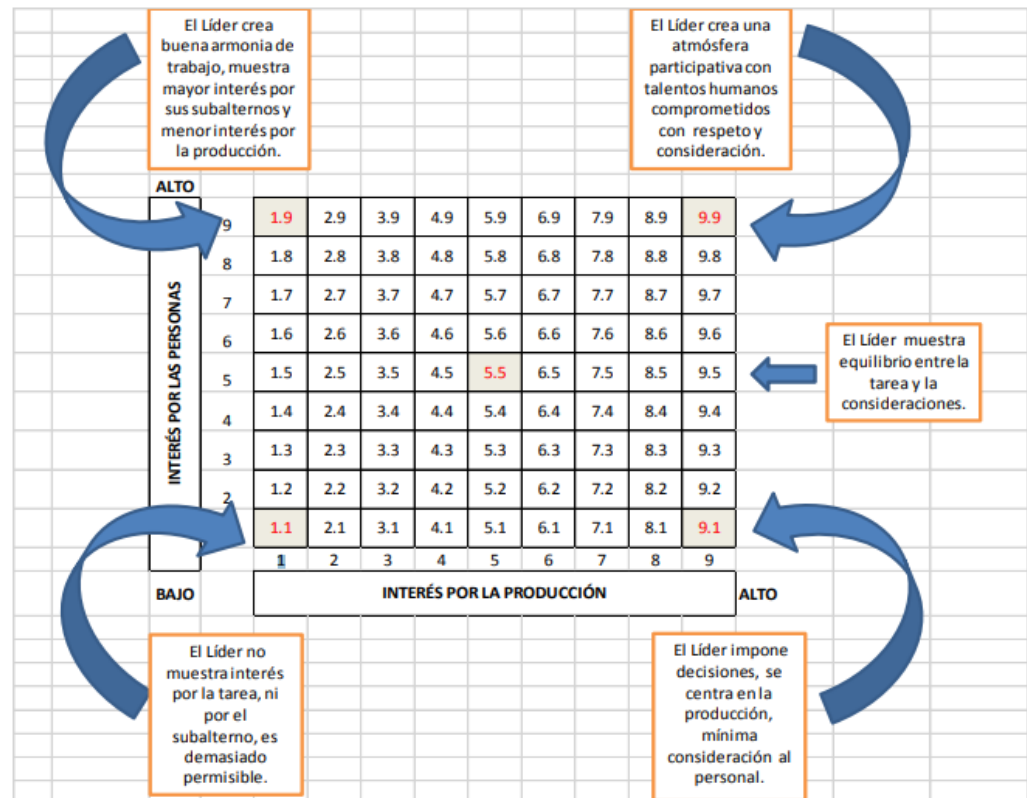 El Líder crea
buena armonia de
trabajo, muestra
mayor interés por
sus subalternos y
menor interés por
la producción.
El Líder crea una
atmósfera
participativa con
talentos humanos
comprometidos
con respeto y
consideración.
ALTO
INTERÉS POR LAS PERSONAS
9 1.9 2.9 3.9 4.9 5.9 6.9 7.9 8.9 9.9
8 1.8 2.8 3.8 4.8 5.8 6.8 7.8 8.8 9.8
7 1.7 2.7 3.7 4.7 5.7 6.7 7.7 8.7 9.7
6 1.6 2.6 3.6 4.6 5.6 6.6 7.6 8.6 9.6
5 1.5 2.5 3.5 4.5 5.5 6.5 7.5 8.5 9.5
4 1.4 2.4 3.4 4.4 5.4 6.4 7.4 8.4 9.4
3 1.3 2.3 3.3 4.3 5.3 6.3 7.3 8.3 9.3
2 1.2 2.2 3.2 4.2 5.2 6.2 7.2 8.2 9.2
1.1 2.1 3.1 4.1 5.1 6.1 7.1 8.1 9.1
1 2 3 4 5 6 7 8 9
El Líder muestra
equilibrio entre la
tarea y la
consideraciones.
BAJO
INTERÉS POR LA PRODUCCIÓN
ALTO
El Líder no
muestra interés
por la tarea, ni
por el
subalterno, es
demasiado
permisible.
El Líder impone
decisiones, se
centra en la
producción,
mínima
consideración al
personal.